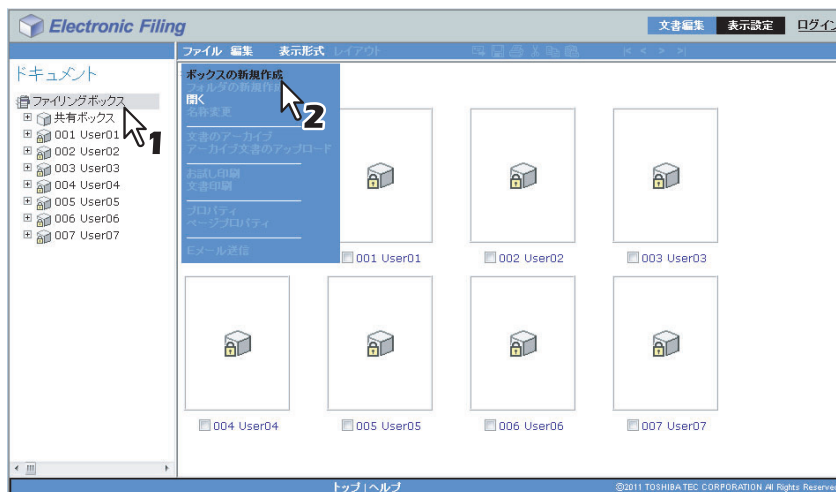 Electronic Filing
文書編集 表示設定 ログイン
ファイル 編集 表示形式 レイアウト
ドキュメント
ファイリングボックス
共有ボックス
001 User01
002 User02
003 User03
004 User04
005 User05
006 User06
007 User07
1
ボックスの新規作成
フォルダの新規作成
開く
名称変更
文書のアーカイブ
アーカイブ文書のアップロード
お試し印刷
文書印刷
プロパティ
ページプロパティ
Eメール送信
2
001 User01
002 User02
003 User03
004 User04
005 User05
006 User06
007 User07
トップ | ヘルプ
©2011 TOSHIBA TEC CORPORATION All Rights Reserved